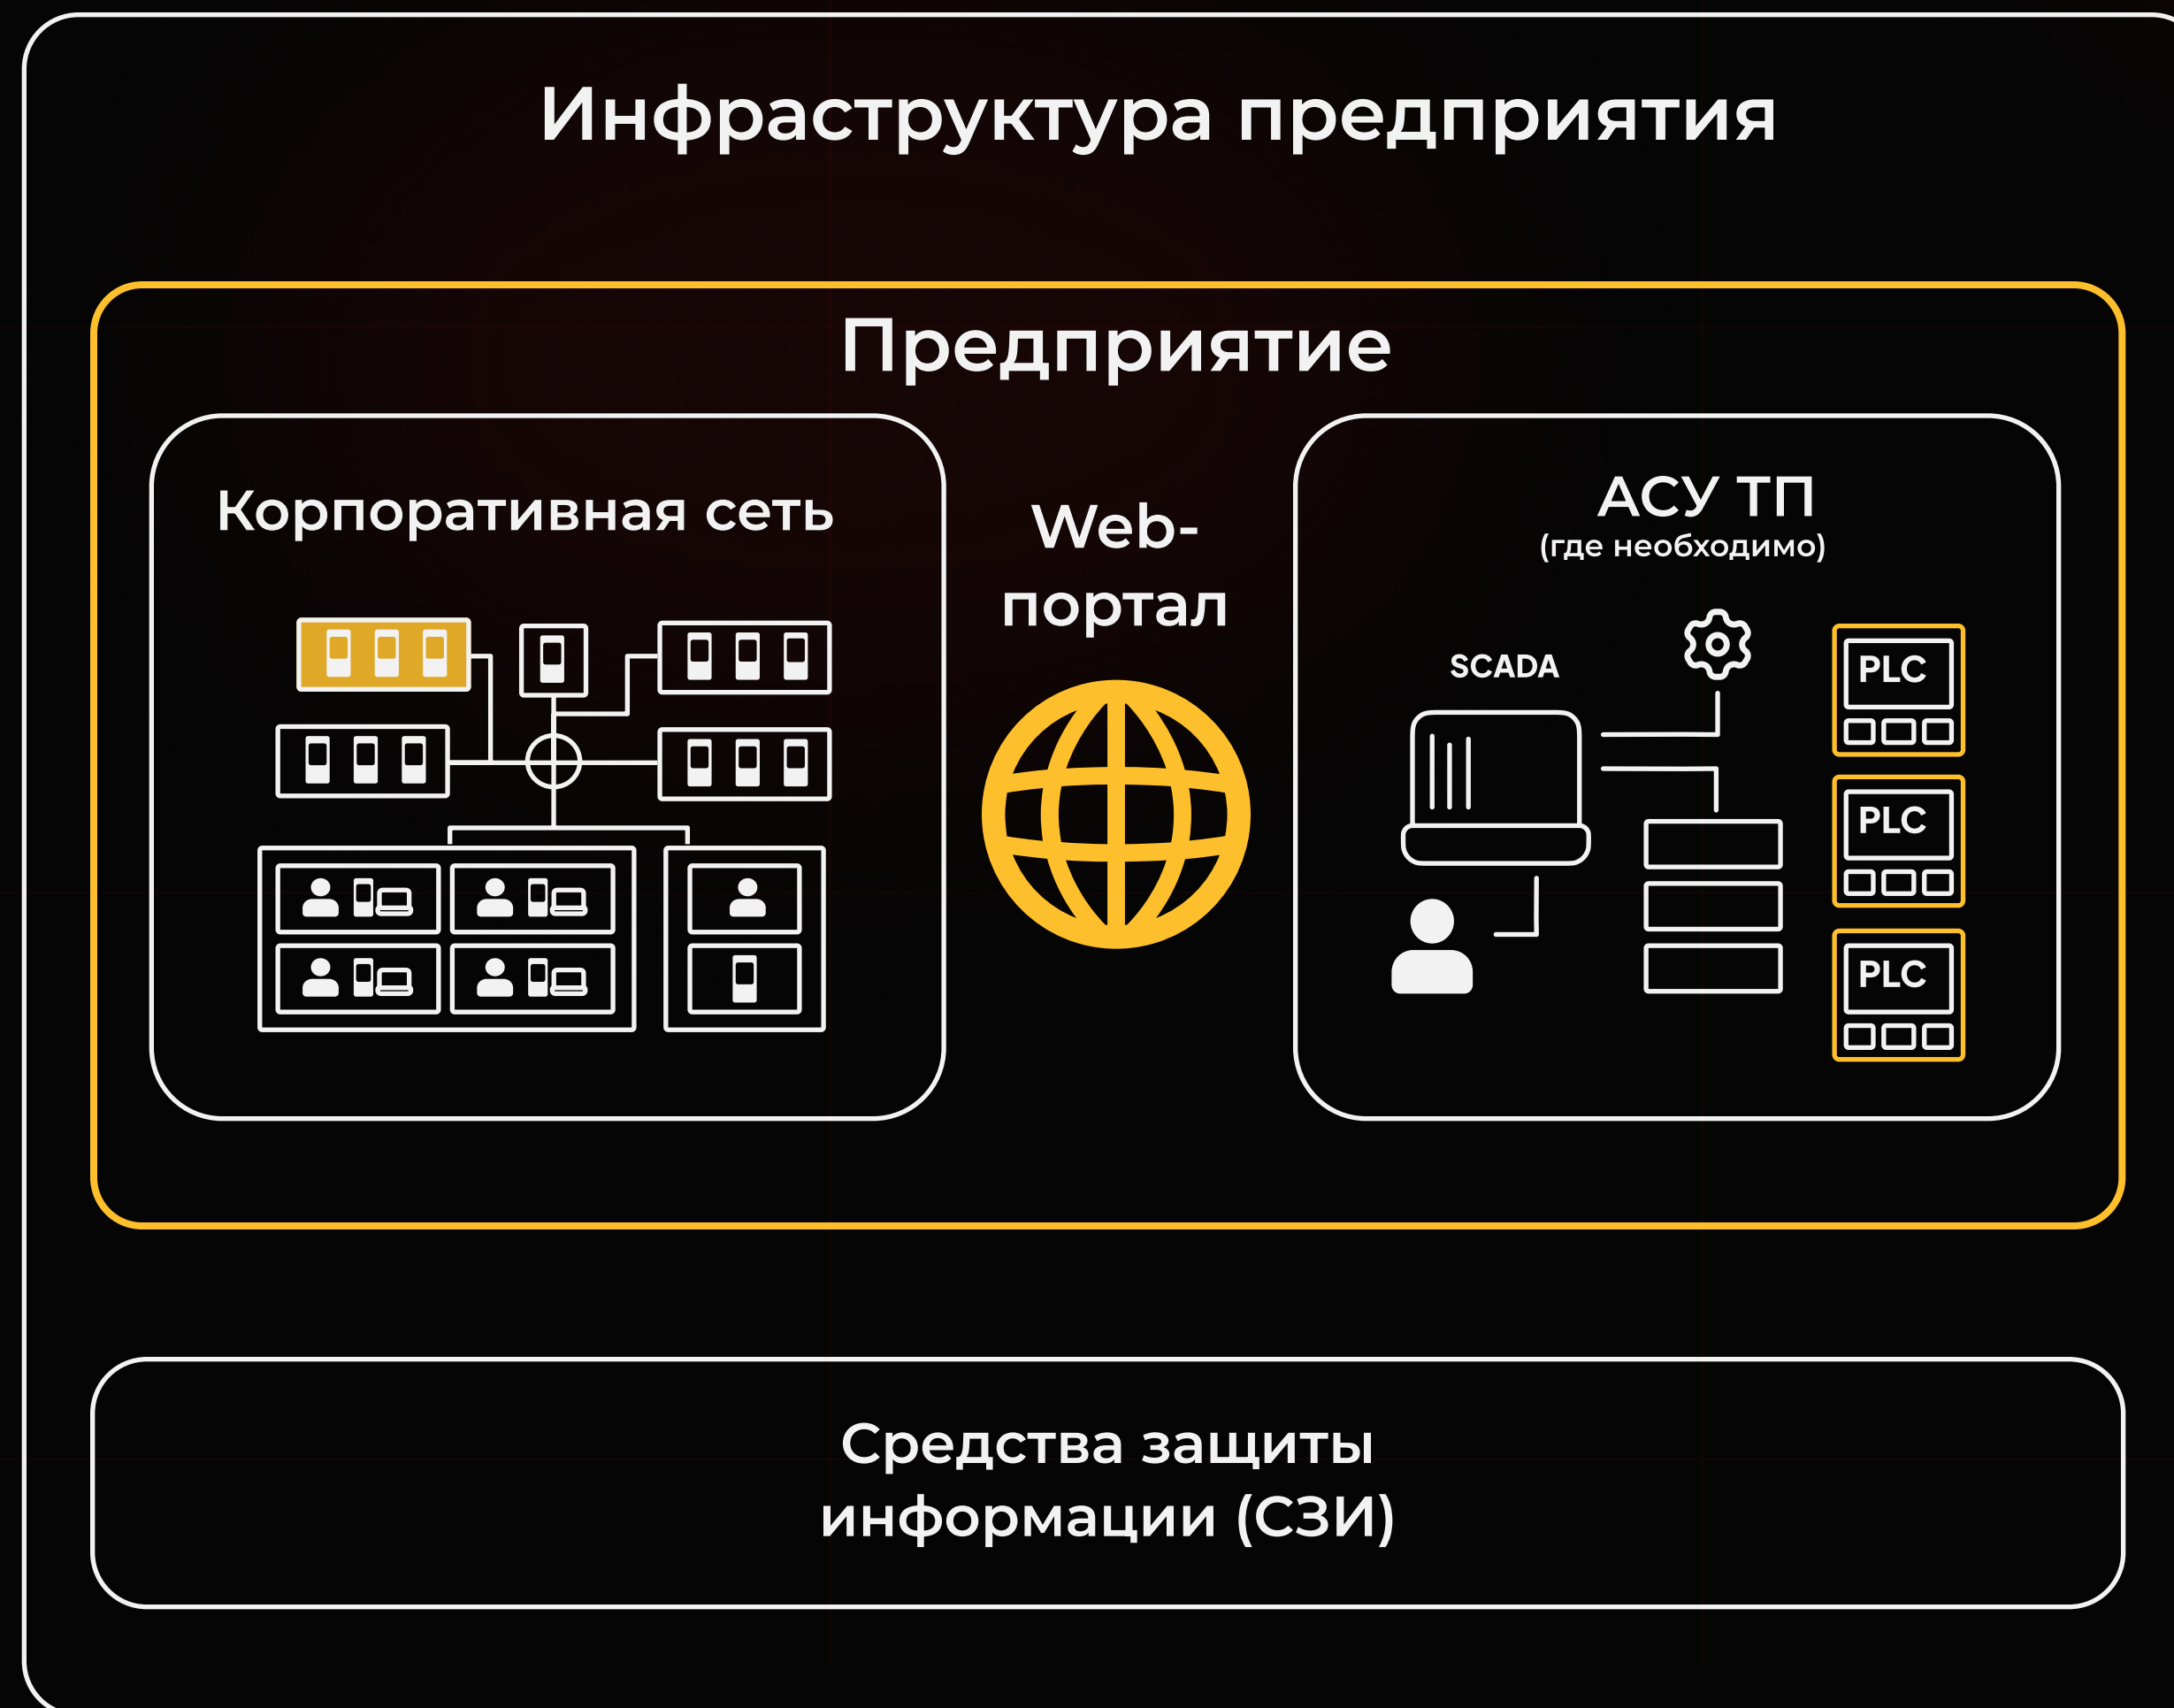 Инфраструктура предприятия
Предприятие
Корпоративная сеть
Web-
портал
АСУ ТП
(где необходимо)
SCADA
PLC
PLC
PLC
Средства защиты
информации (СЗИ)